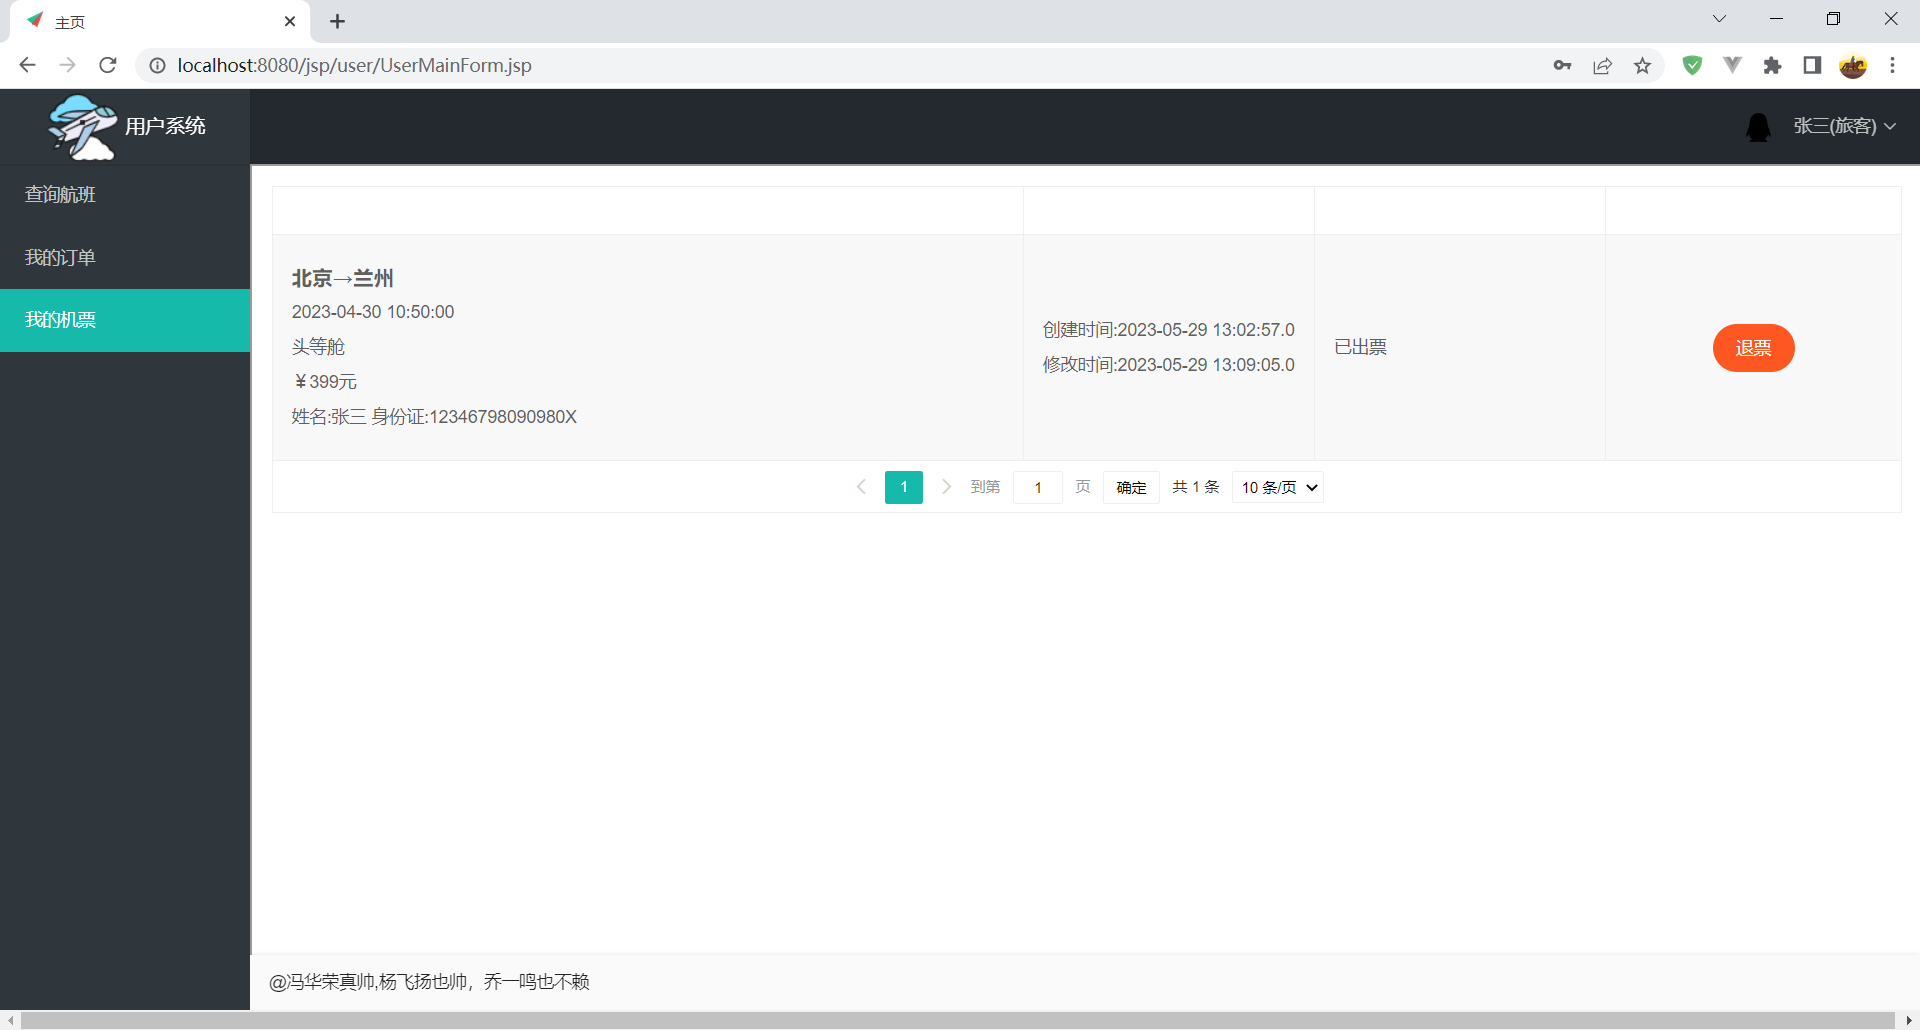 主页
localhost:8080/jsp/user/UserMainForm.jsp
用户系统
张三(旅客)
查询航班
我的订单
我的机票
北京→兰州
2023-04-30 10:50:00
头等舱
￥399元
姓名:张三 身份证:12346798090980X
创建时间:2023-05-29 13:02:57.0
修改时间:2023-05-29 13:09:05.0
已出票
退票
1 到第 1 页 确定 共 1 条 10 条/页
@冯华荣真帅,杨飞扬也帅，乔一鸣也不赖